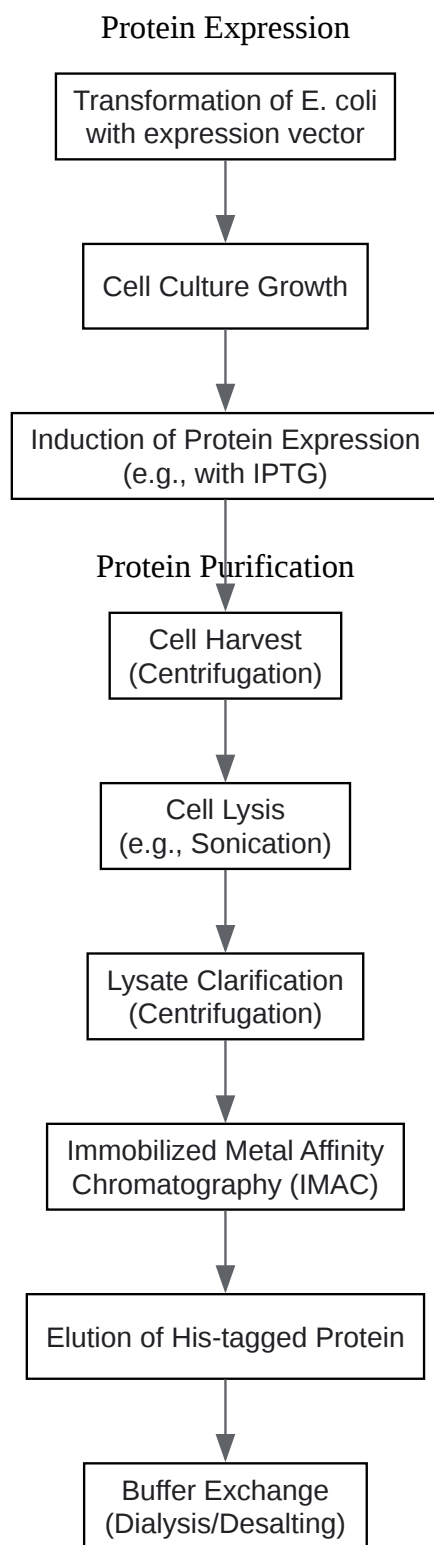 Protein Expression
Transformation of E. coli
with expression vector
Cell Culture Growth
Induction of Protein Expression
(e.g., with IPTG)
Protein Purification
Cell Harvest
(Centrifugation)
Cell Lysis
(e.g., Sonication)
Lysate Clarification
(Centrifugation)
Immobilized Metal Affinity
Chromatography (IMAC)
Elution of His-tagged Protein
Buffer Exchange
(Dialysis/Desalting)